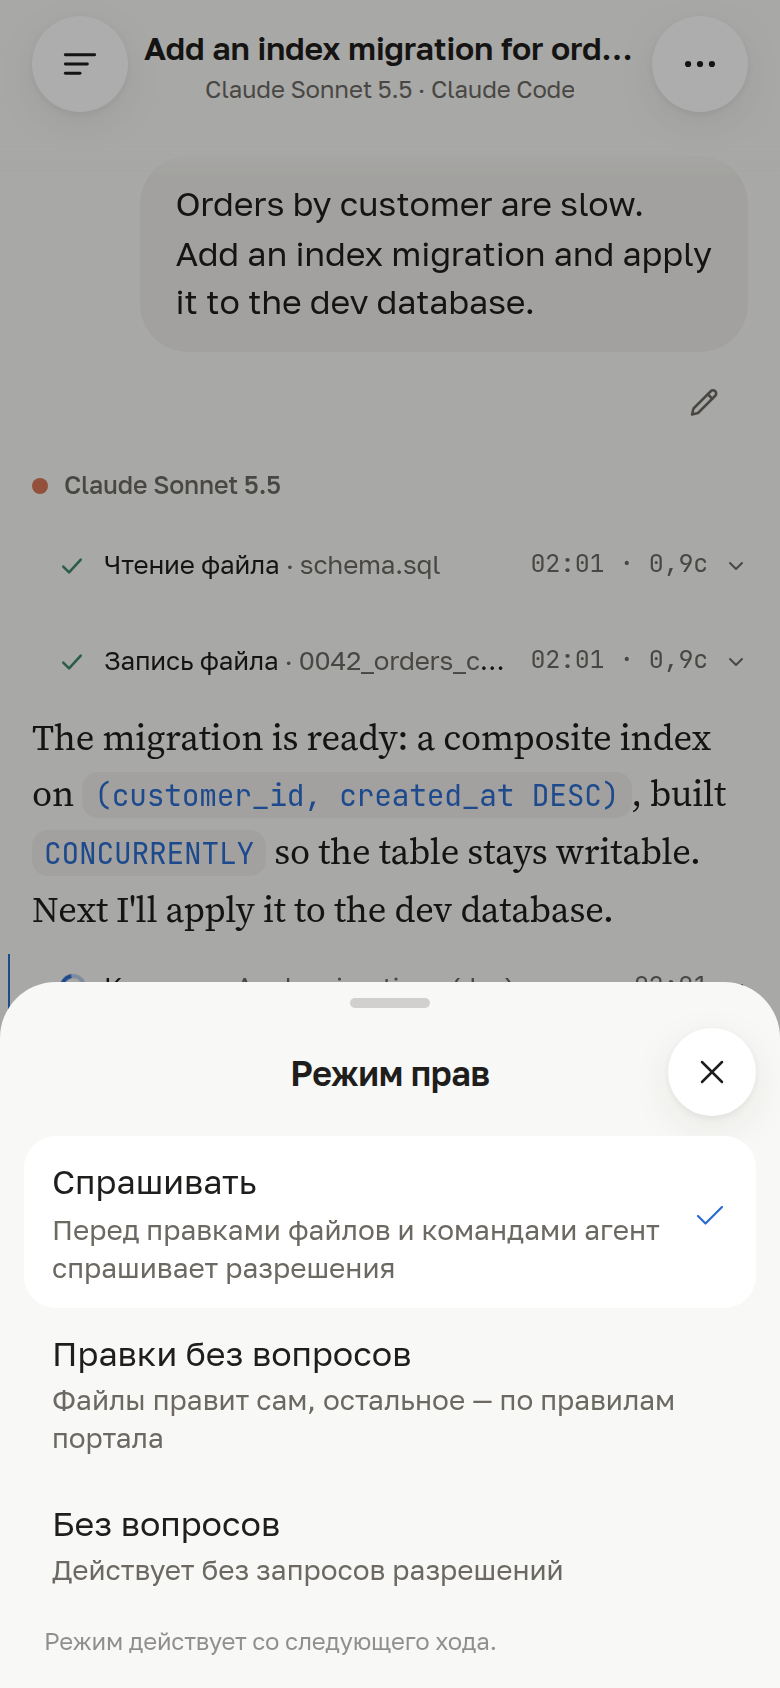 Add an index migration for ord...
Claude Sonnet 5.5 · Claude Code
Orders by customer are slow.
Add an index migration and apply
it to the dev database.
Claude Sonnet 5.5
Чтение файла · schema.sql 02:01 · 0,9с
Запись файла · 0042_orders_c... 02:01 · 0,9с
The migration is ready: a composite index
on (customer_id, created_at DESC), built
CONCURRENTLY so the table stays writable.
Next I'll apply it to the dev database.
Режим прав
Спрашивать
Перед правками файлов и командами агент
спрашивает разрешения
Правки без вопросов
Файлы правит сам, остальное — по правилам
портала
Без вопросов
Действует без запросов разрешений
Режим действует со следующего хода.